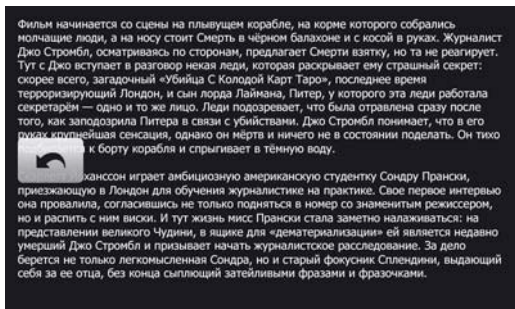 Фильм начинается со сцены на плывущем корабле, на корме которого собрались
молчащие люди, а на носу стоит Смерть в чёрном балахоне и с косой в руках. Журналист
Джо Стромбл, осматриваясь по сторонам, предлагает Смерти взятку, но та не реагирует.
Тут с Джо вступает в разговор некая леди, которая раскрывает ему страшный секрет:
скорее всего, загадочный «Убийца С Колодой Карт Таро», последнее время
терроризирующий Лондон, и сын лорда Лаймана, Питер, у которого эта леди работала
секретарём — одно и то же лицо. Леди подозревает, что была отравлена сразу после
того, как заподозрила Питера в связи с убийствами. Джо Стромбл понимает, что в его
руках крупнейшая сенсация, однако он мёртв и ничего не в состоянии поделать. Он тихо
к борту корабля и спрыгивает в тёмную воду.
играет амбициозную американскую студентку Сондру Прански,
приезжающую в Лондон для обучения журналистике на практике. Свое первое интервью
она провалила, согласившись не только подняться в номер со знаменитым режиссером,
но и распить с ним виски. И тут жизнь мисс Прански стала заметно налаживаться: на
представлении великого Чудини, в ящике для «дематериализации» ей является недавно
умерший Джо Стромбл и призывает начать журналистское расследование. За дело
берется не только легкомысленная Сондра, но и старый фокусник Сплендини, выдающий
себя за ее отца, без конца сыплющий затейливыми фразами и фразочками.